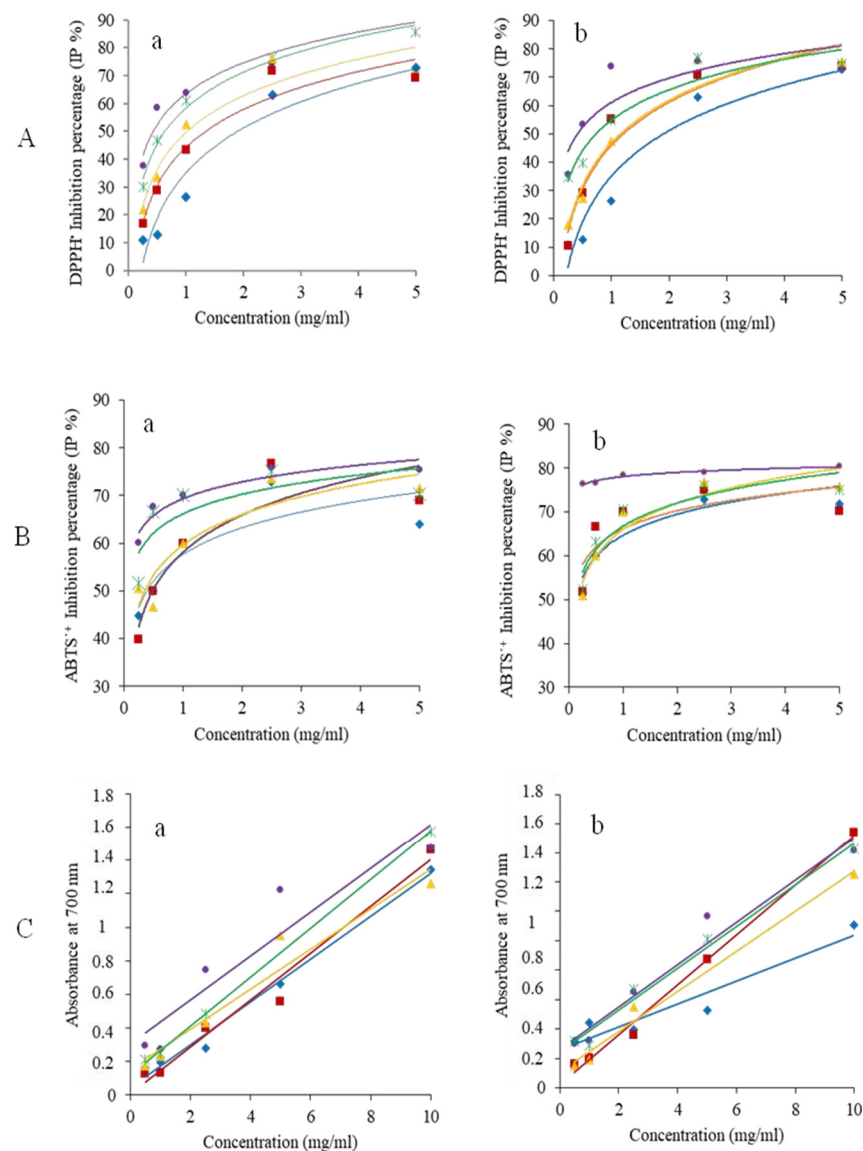 A
a
DPPH· Inhibition percentage (IP %)
90
80
70
60
50
40
30
20
10
0
0 1 2 3 4 5
Concentration (mg/ml)
b
DPPH· Inhibition percentage (IP %)
90
80
70
60
50
40
30
20
10
0
0 1 2 3 4 5
Concentration (mg/ml)
B
a
ABTS·+ Inhibition percentage (IP %)
90
80
70
60
50
40
30
0 1 2 3 4 5
Concentration (mg/ml)
b
ABTS·+ Inhibition percentage (IP %)
90
80
70
60
50
40
30
0 1 2 3 4 5
Concentration (mg/ml)
C
a
Absorbance at 700 nm
1.8
1.6
1.4
1.2
1
0.8
0.6
0.4
0.2
0
0 2 4 6 8 10
Concentration (mg/ml)
b
Absorbance at 700 nm
1.8
1.6
1.4
1.2
1
0.8
0.6
0.4
0.2
0
0 2 4 6 8 10
Concentration (mg/ml)